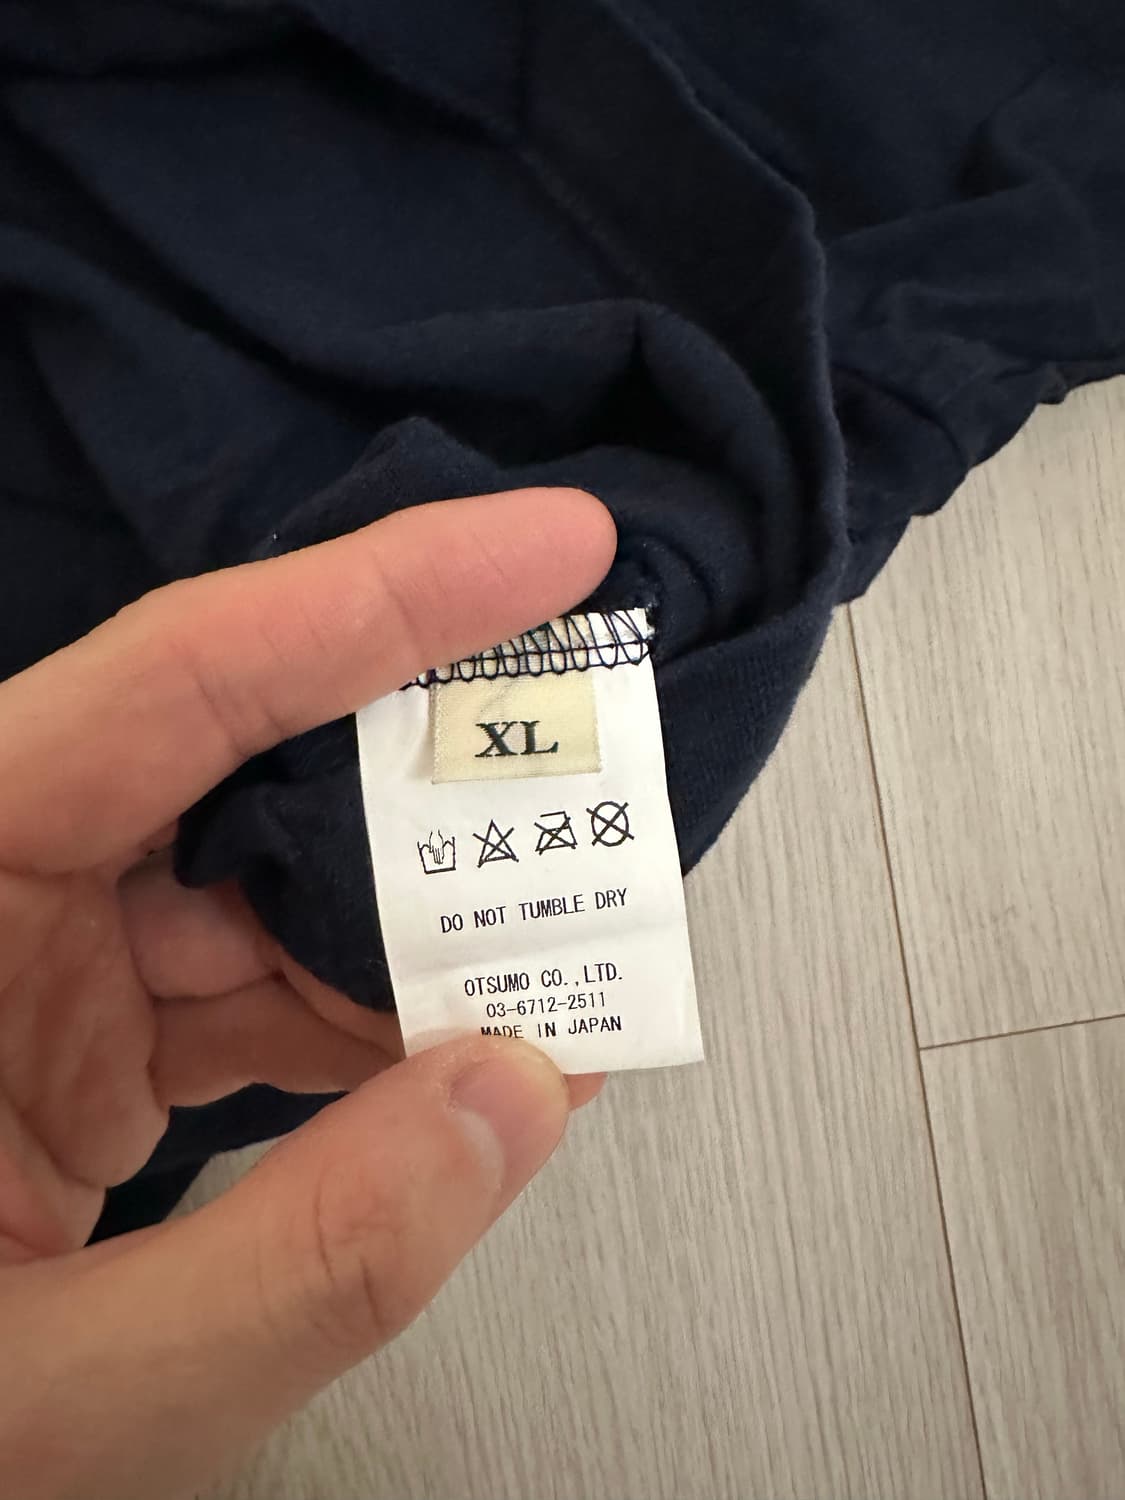 XL
DO NOT TUMBLE DRY
OTSUMO CO.,LTD.
03-6712-2511
MADE IN JAPAN